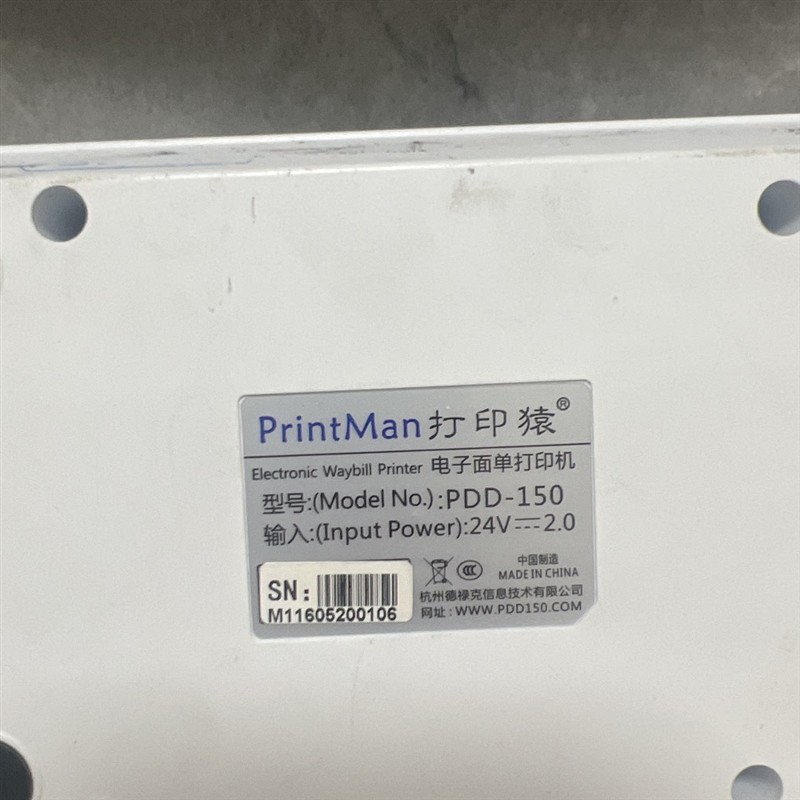 PrintMan打印猿®
Electronic Waybill Printer 电子面单打印机
型号:(Model No.):PDD-150
输入:(Input Power):24V⎓2.0
中国制造
MADE IN CHINA
SN:
M11605200106
杭州德禄克信息技术有限公司
网址:WWW.PDD150.COM